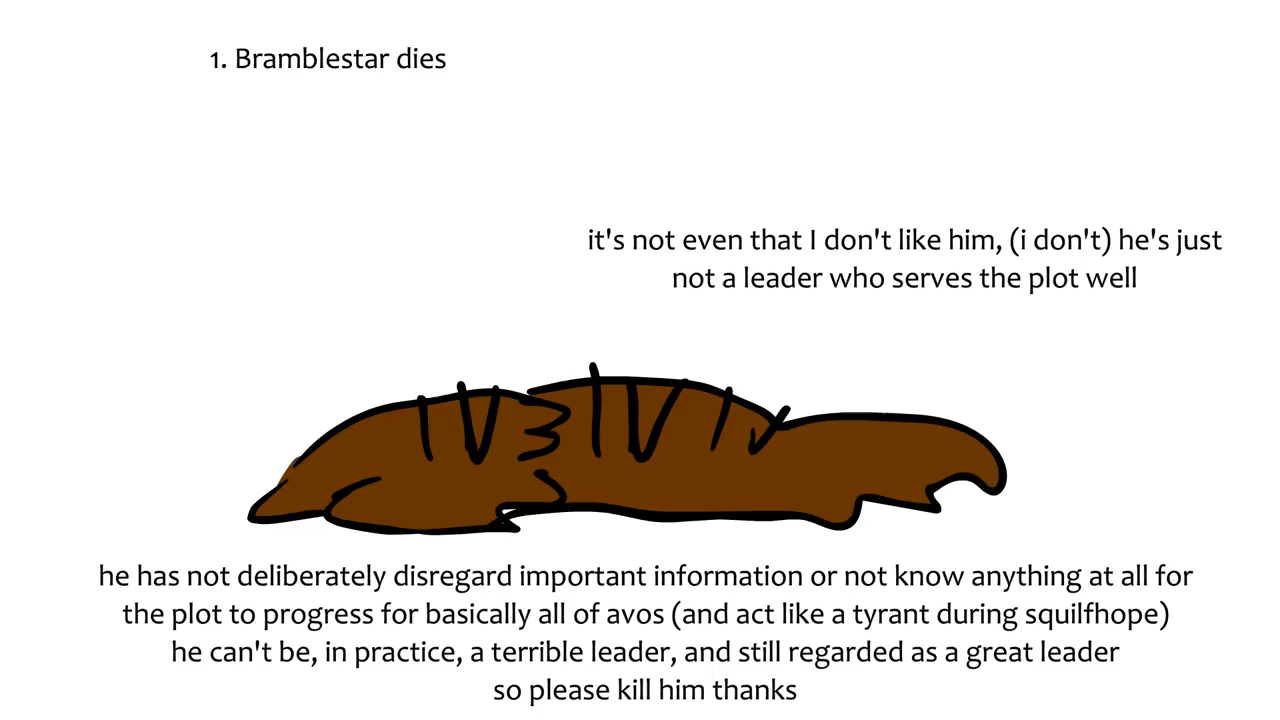 1. Bramblestar dies
it's not even that I don't like him, (i don't) he's just
not a leader who serves the plot well
he has not deliberately disregard important information or not know anything at all for
the plot to progress for basically all of avos (and act like a tyrant during squilfhope)
he can't be, in practice, a terrible leader, and still regarded as a great leader
so please kill him thanks